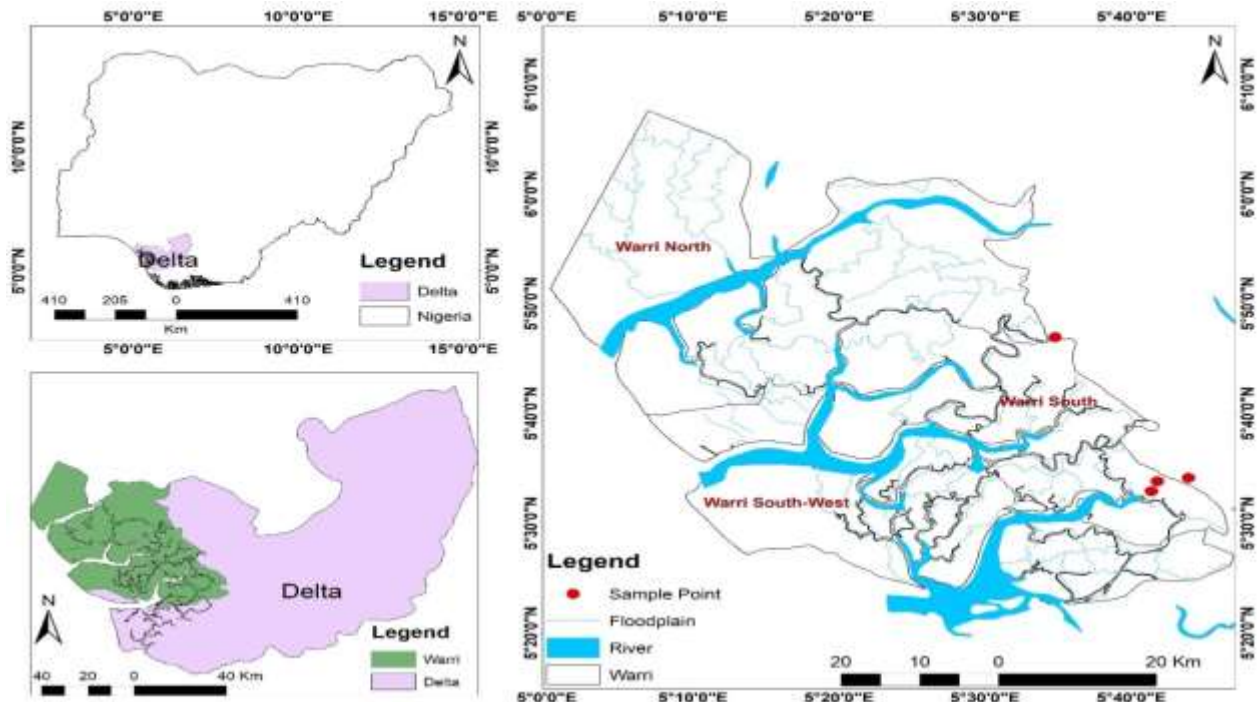 5°0'0"E 10°0'0"E 15°0'0"E
N
10°0'0"N
10°0'0"N
5°0'0"N
5°0'0"N
Delta
Legend
Delta
Nigeria
410 205 0 410
Km
5°0'0"E 10°0'0"E 15°0'0"E
Delta
N
Legend
Warri
Delta
40 20 0 40 Km
5°0'0"E 5°10'0"E 5°20'0"E 5°30'0"E 5°40'0"E
N
6°10'0"N
6°10'0"N
6°0'0"N
6°0'0"N
5°50'0"N
5°50'0"N
5°40'0"N
5°40'0"N
5°30'0"N
5°30'0"N
5°20'0"N
5°20'0"N
Warri North
Warri South
Warri South-West
Legend
Sample Point
Floodplain
River
Warri
20 10 0 20 Km
5°0'0"E 5°10'0"E 5°20'0"E 5°30'0"E 5°40'0"E